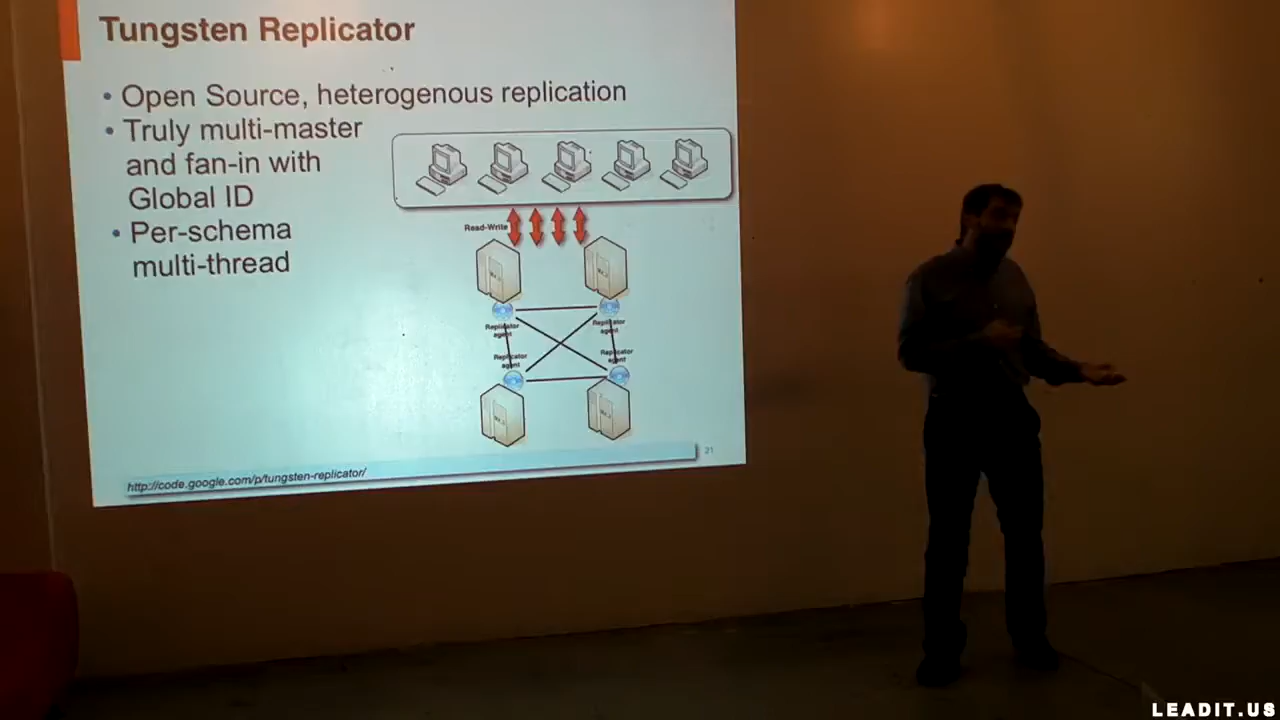 Tungsten Replicator
• Open Source, heterogenous replication
• Truly multi-master
and fan-in with
Global ID
• Per-schema
multi-thread
Read-Write
Replicator
agent
Replicator
agent
Replicator
agent
Replicator
agent
21
http://code.google.com/p/tungsten-replicator/
LEADIT.US